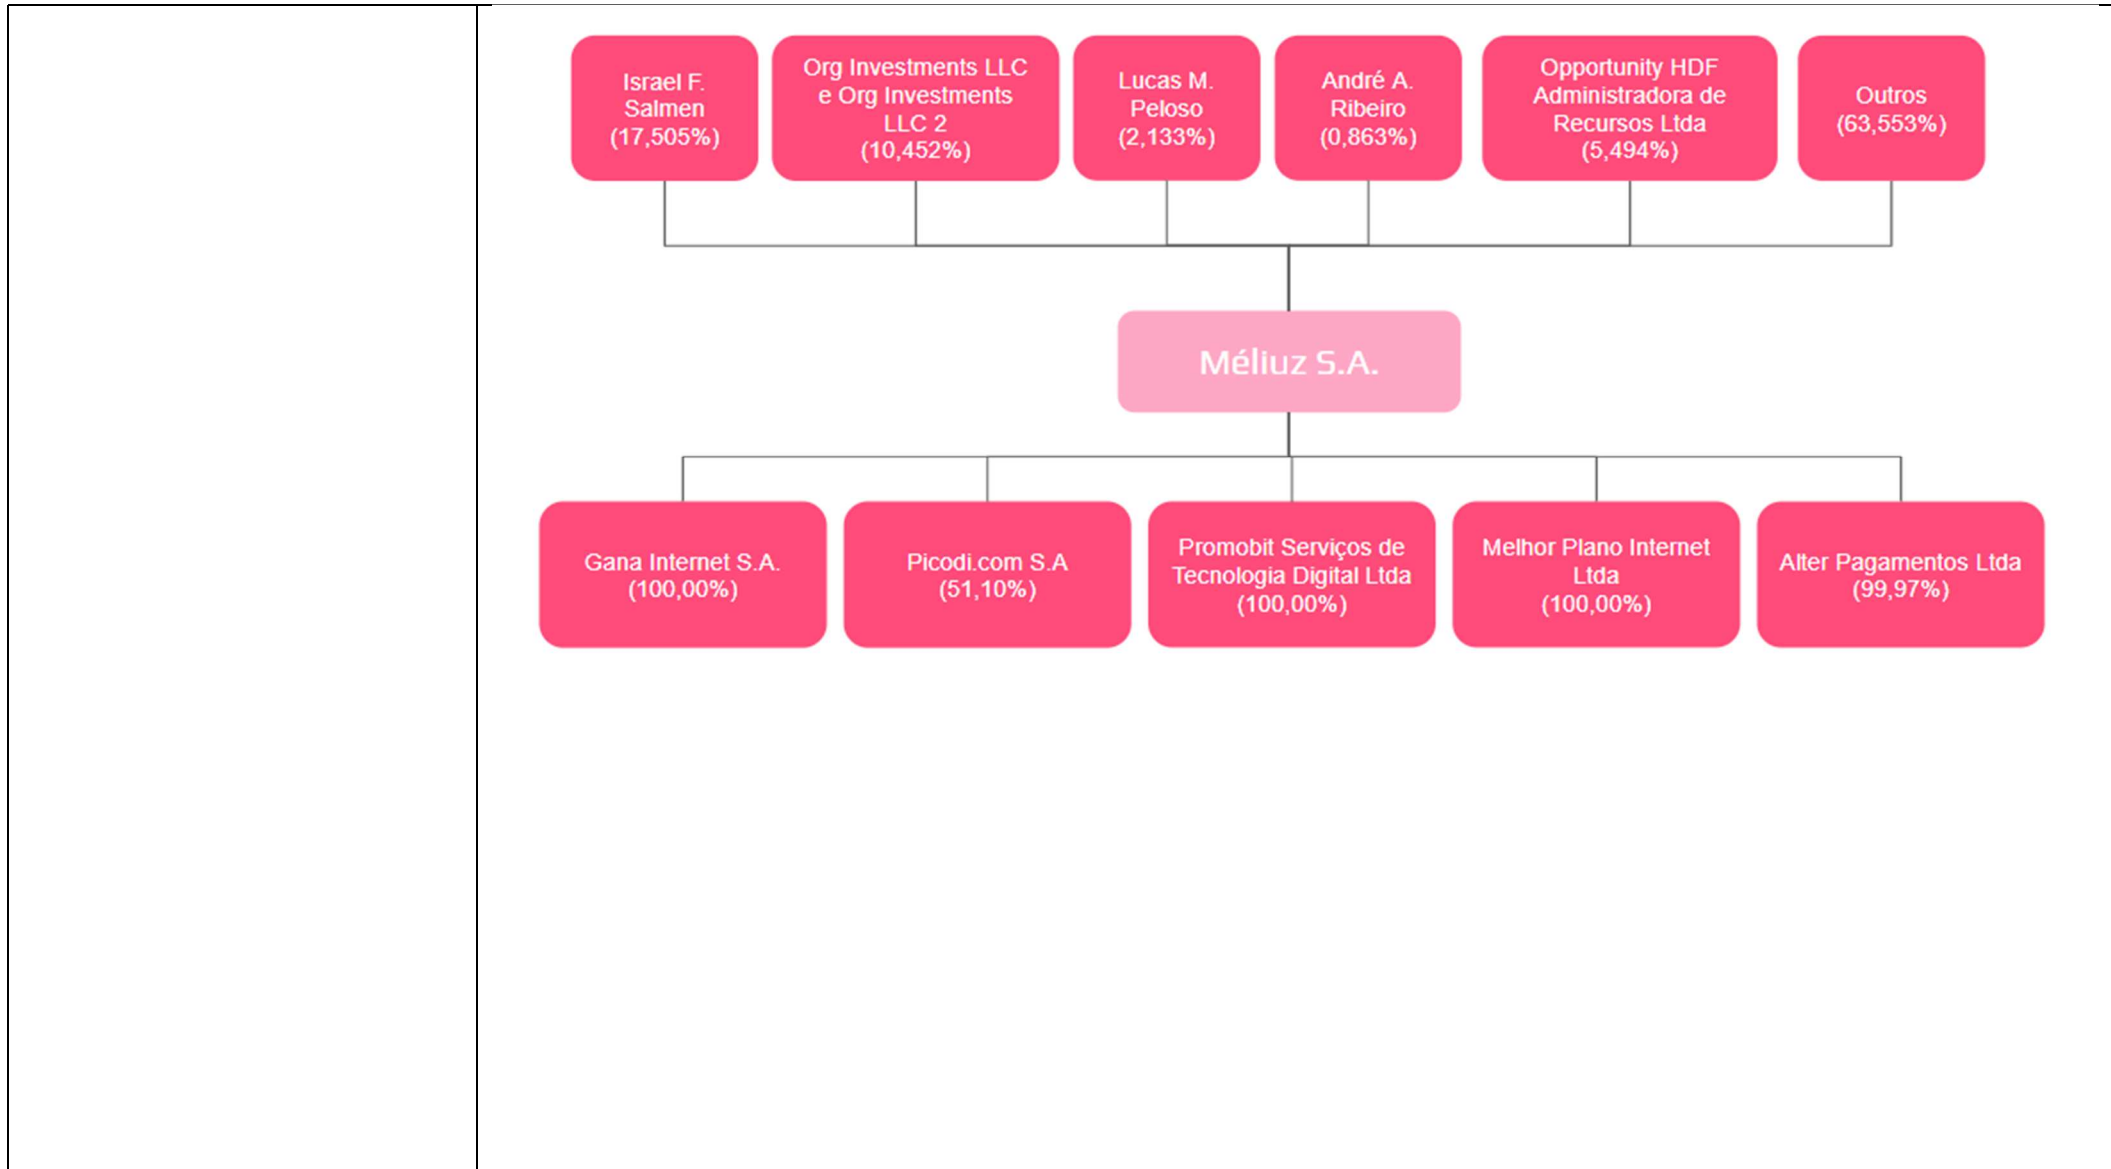 Israel F.
Salmen
(17,505%)
Org Investments LLC
e Org Investments
LLC 2
(10,452%)
Lucas M.
Peloso
(2,133%)
André A.
Ribeiro
(0,863%)
Opportunity HDF
Administradora de
Recursos Ltda
(5,494%)
Outros
(63,553%)
Méliuz S.A.
Gana Internet S.A.
(100,00%)
Picodi.com S.A
(51,10%)
Promobit Serviços de
Tecnologia Digital Ltda
(100,00%)
Melhor Plano Internet
Ltda
(100,00%)
Alter Pagamentos Ltda
(99,97%)